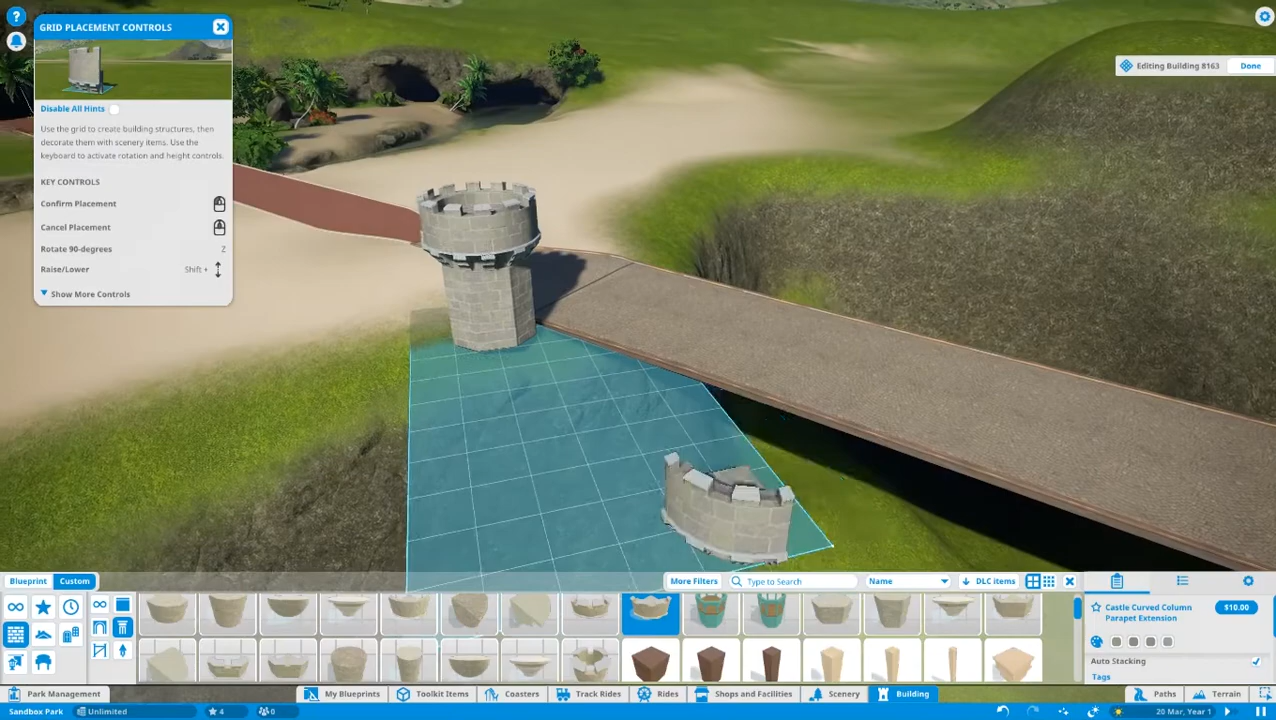 ?
GRID PLACEMENT CONTROLS
Disable All Hints
Use the grid to create building structures, then
decorate them with scenery items. Use the
keyboard to activate rotation and height controls.
KEY CONTROLS
Confirm Placement
Cancel Placement
Rotate 90-degrees Z
Raise/Lower Shift +
Show More Controls
Editing Building 8163 Done
Blueprint Custom
More Filters Type to Search Name DLC items
Castle Curved Column
Parapet Extension
$10.00
Auto Stacking
Tags
Park Management My Blueprints Toolkit Items Coasters Track Rides Rides Shops and Facilities Scenery Building Paths Terrain
Sandbox Park Unlimited 4 0 20 Mar, Year 1